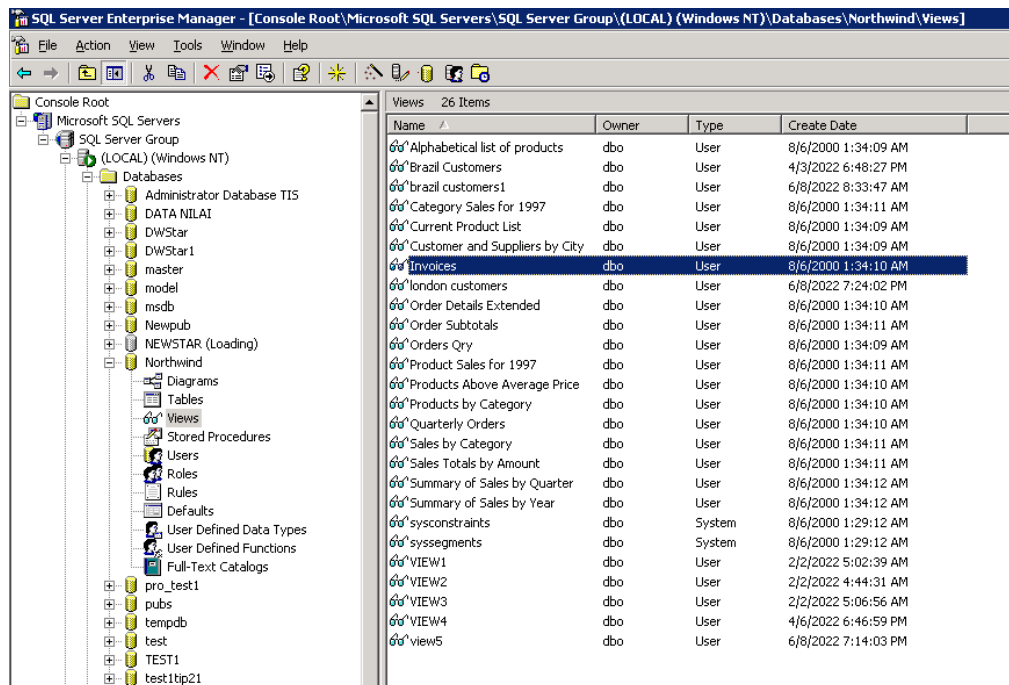 SQL Server Enterprise Manager - [Console Root\Microsoft SQL Servers\SQL Server Group\(LOCAL) (Windows NT)\Databases\Northwind\Views]
File Action View Tools Window Help
Console Root
Microsoft SQL Servers
SQL Server Group
(LOCAL) (Windows NT)
Databases
Administrator Database TIS
DATA NILAI
DWStar
DWStar1
master
model
msdb
Newpub
NEWSTAR (Loading)
Northwind
Diagrams
Tables
Views
Stored Procedures
Users
Roles
Rules
Defaults
User Defined Data Types
User Defined Functions
Full-Text Catalogs
pro_test1
pubs
tempdb
test
TEST1
test1tip21
Views 26 Items
Name Owner Type Create Date
Alphabetical list of products dbo User 8/6/2000 1:34:09 AM
Brazil Customers dbo User 4/3/2022 6:48:27 PM
brazil customers1 dbo User 6/8/2022 8:33:47 AM
Category Sales for 1997 dbo User 8/6/2000 1:34:11 AM
Current Product List dbo User 8/6/2000 1:34:09 AM
Customer and Suppliers by City dbo User 8/6/2000 1:34:09 AM
Invoices dbo User 8/6/2000 1:34:10 AM
london customers dbo User 6/8/2022 7:24:02 PM
Order Details Extended dbo User 8/6/2000 1:34:10 AM
Order Subtotals dbo User 8/6/2000 1:34:11 AM
Orders Qry dbo User 8/6/2000 1:34:09 AM
Product Sales for 1997 dbo User 8/6/2000 1:34:11 AM
Products Above Average Price dbo User 8/6/2000 1:34:10 AM
Products by Category dbo User 8/6/2000 1:34:10 AM
Quarterly Orders dbo User 8/6/2000 1:34:10 AM
Sales by Category dbo User 8/6/2000 1:34:11 AM
Sales Totals by Amount dbo User 8/6/2000 1:34:11 AM
Summary of Sales by Quarter dbo User 8/6/2000 1:34:12 AM
Summary of Sales by Year dbo User 8/6/2000 1:34:12 AM
sysconstraints dbo System 8/6/2000 1:29:12 AM
syssegments dbo System 8/6/2000 1:29:12 AM
VIEW1 dbo User 2/2/2022 5:02:39 AM
VIEW2 dbo User 2/2/2022 4:44:31 AM
VIEW3 dbo User 2/2/2022 5:06:56 AM
VIEW4 dbo User 4/6/2022 6:46:59 PM
view5 dbo User 6/8/2022 7:14:03 PM